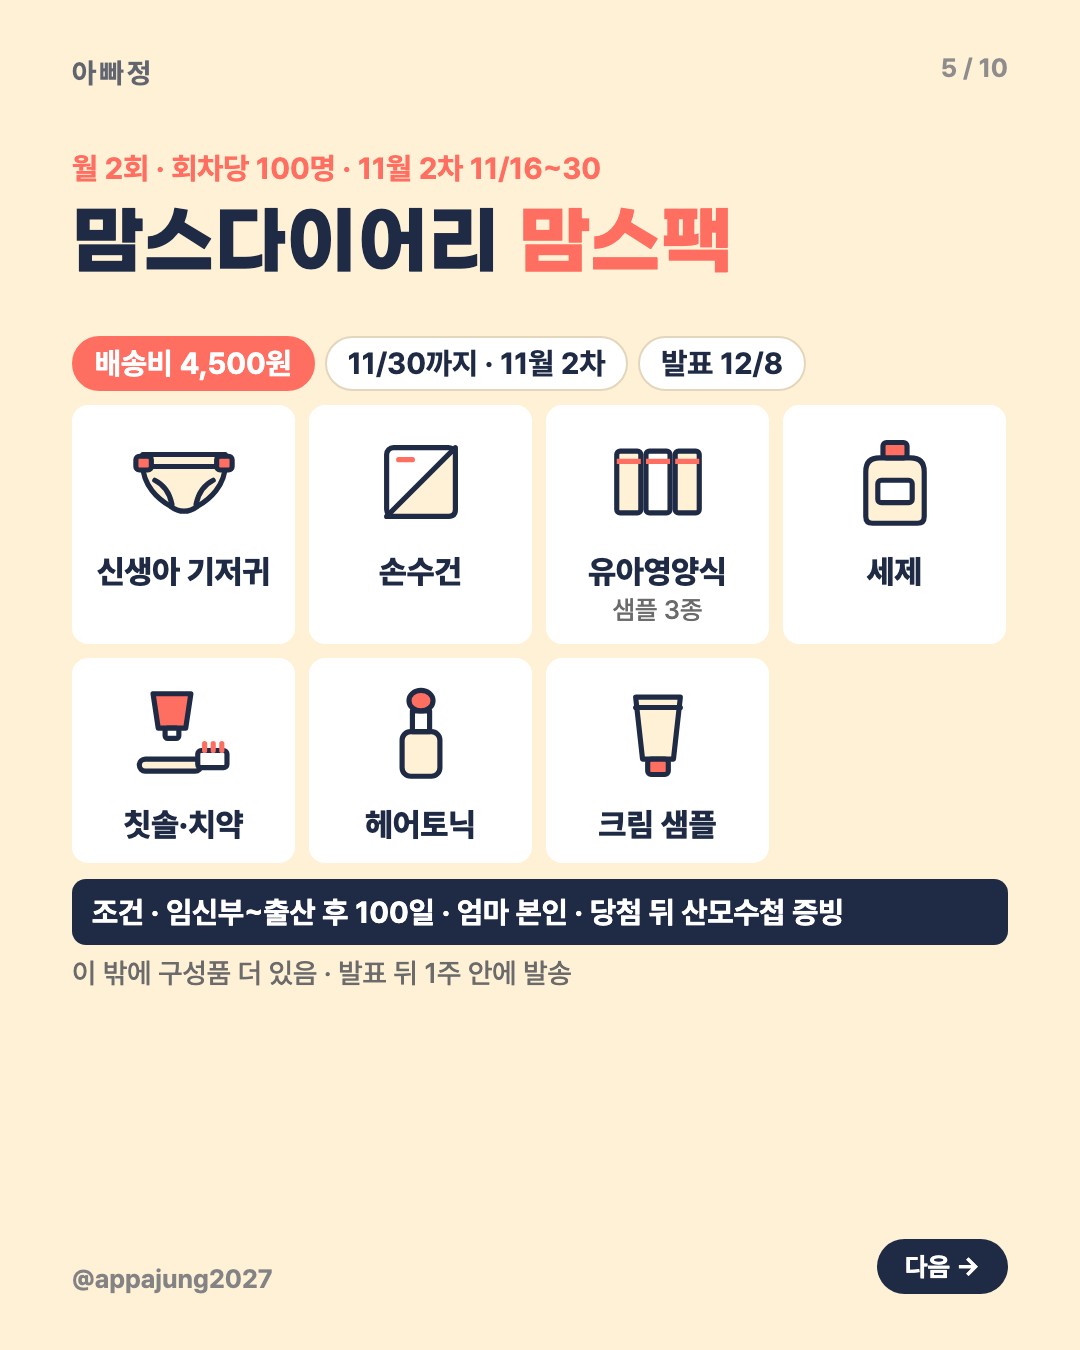 아빠정
5 / 10
월 2회 · 회차당 100명 · 11월 2차 11/16~30
맘스다이어리 맘스팩
배송비 4,500원
11/30까지 · 11월 2차
발표 12/8
신생아 기저귀
손수건
유아영양식
샘플 3종
세제
칫솔·치약
헤어토닉
크림 샘플
조건 · 임신부~출산 후 100일 · 엄마 본인 · 당첨 뒤 산모수첩 증빙
이 밖에 구성품 더 있음 · 발표 뒤 1주 안에 발송
@appajung2027
다음 →